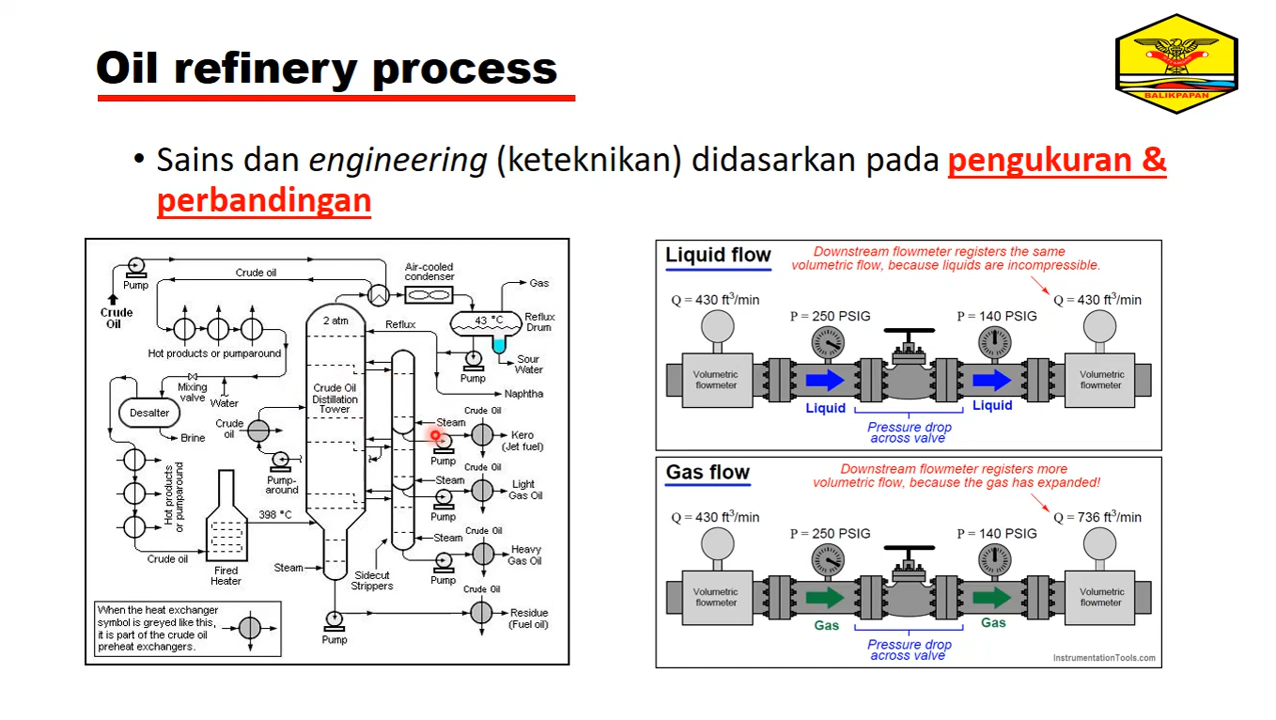 Oil refinery process
BALIKPAPAN
• Sains dan engineering (keteknikan) didasarkan pada pengukuran &
perbandingan
Pump
Crude
Oil
Crude oil
Air-cooled
condenser
Gas
2 atm
Reflux
43 °C
Reflux
Drum
Hot products or pumparound
Pump
Sour
Water
Mixing
valve
Water
Naphtha
Desalter
Brine
Crude
oil
Crude Oil
Distillation
Tower
Crude Oil
Steam
Kero
(Jet fuel)
Pump
Hot products
or pumparound
Pump-
around
Crude Oil
Steam
Light
Gas Oil
Pump
398 °C
Crude oil
Fired
Heater
Steam
Sidecut
Strippers
Crude Oil
Steam
Heavy
Gas Oil
Pump
Crude Oil
Residue
(Fuel oil)
Pump
When the heat exchanger
symbol is greyed like this,
it is part of the crude oil
preheat exchangers.
Liquid flow
Downstream flowmeter registers the same
volumetric flow, because liquids are incompressible.
Q = 430 ft³/min
P = 250 PSIG
P = 140 PSIG
Q = 430 ft³/min
Volumetric
flowmeter
Liquid
Liquid
Volumetric
flowmeter
Pressure drop
across valve
Gas flow
Downstream flowmeter registers more
volumetric flow, because the gas has expanded!
Q = 430 ft³/min
P = 250 PSIG
P = 140 PSIG
Q = 736 ft³/min
Volumetric
flowmeter
Gas
Gas
Volumetric
flowmeter
Pressure drop
across valve
InstrumentationTools.com